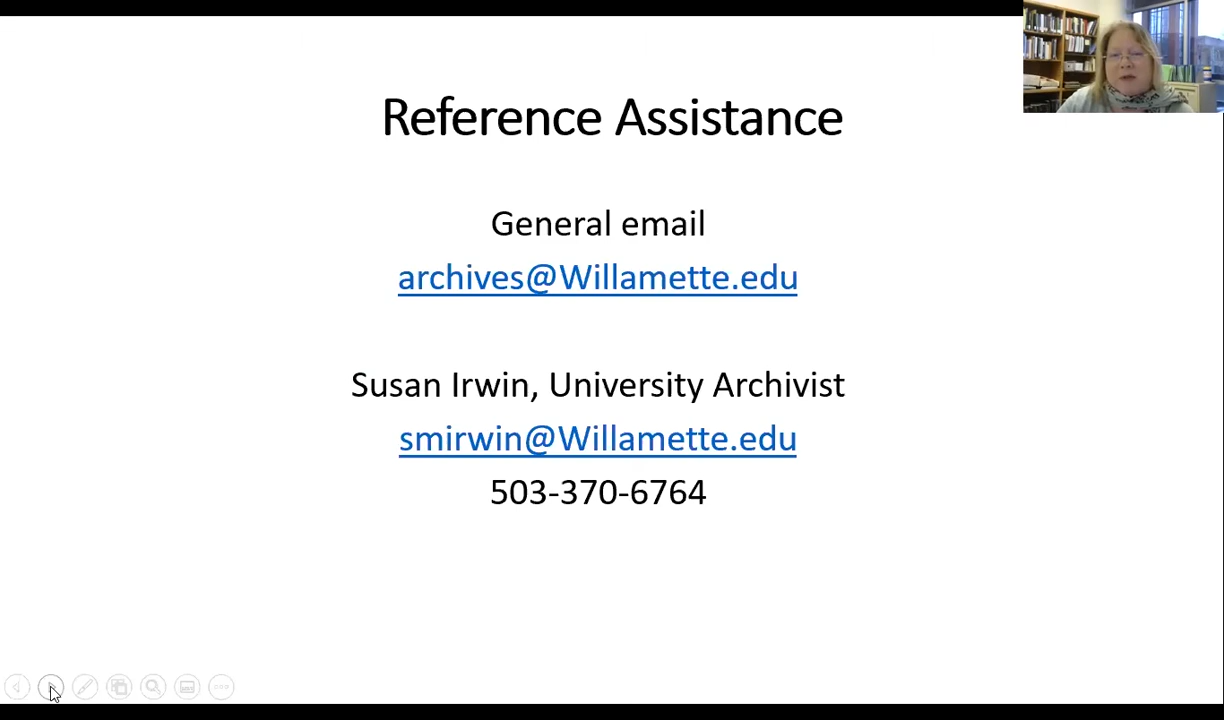 Reference Assistance
General email
archives@Willamette.edu
Susan Irwin, University Archivist
smirwin@Willamette.edu
503-370-6764